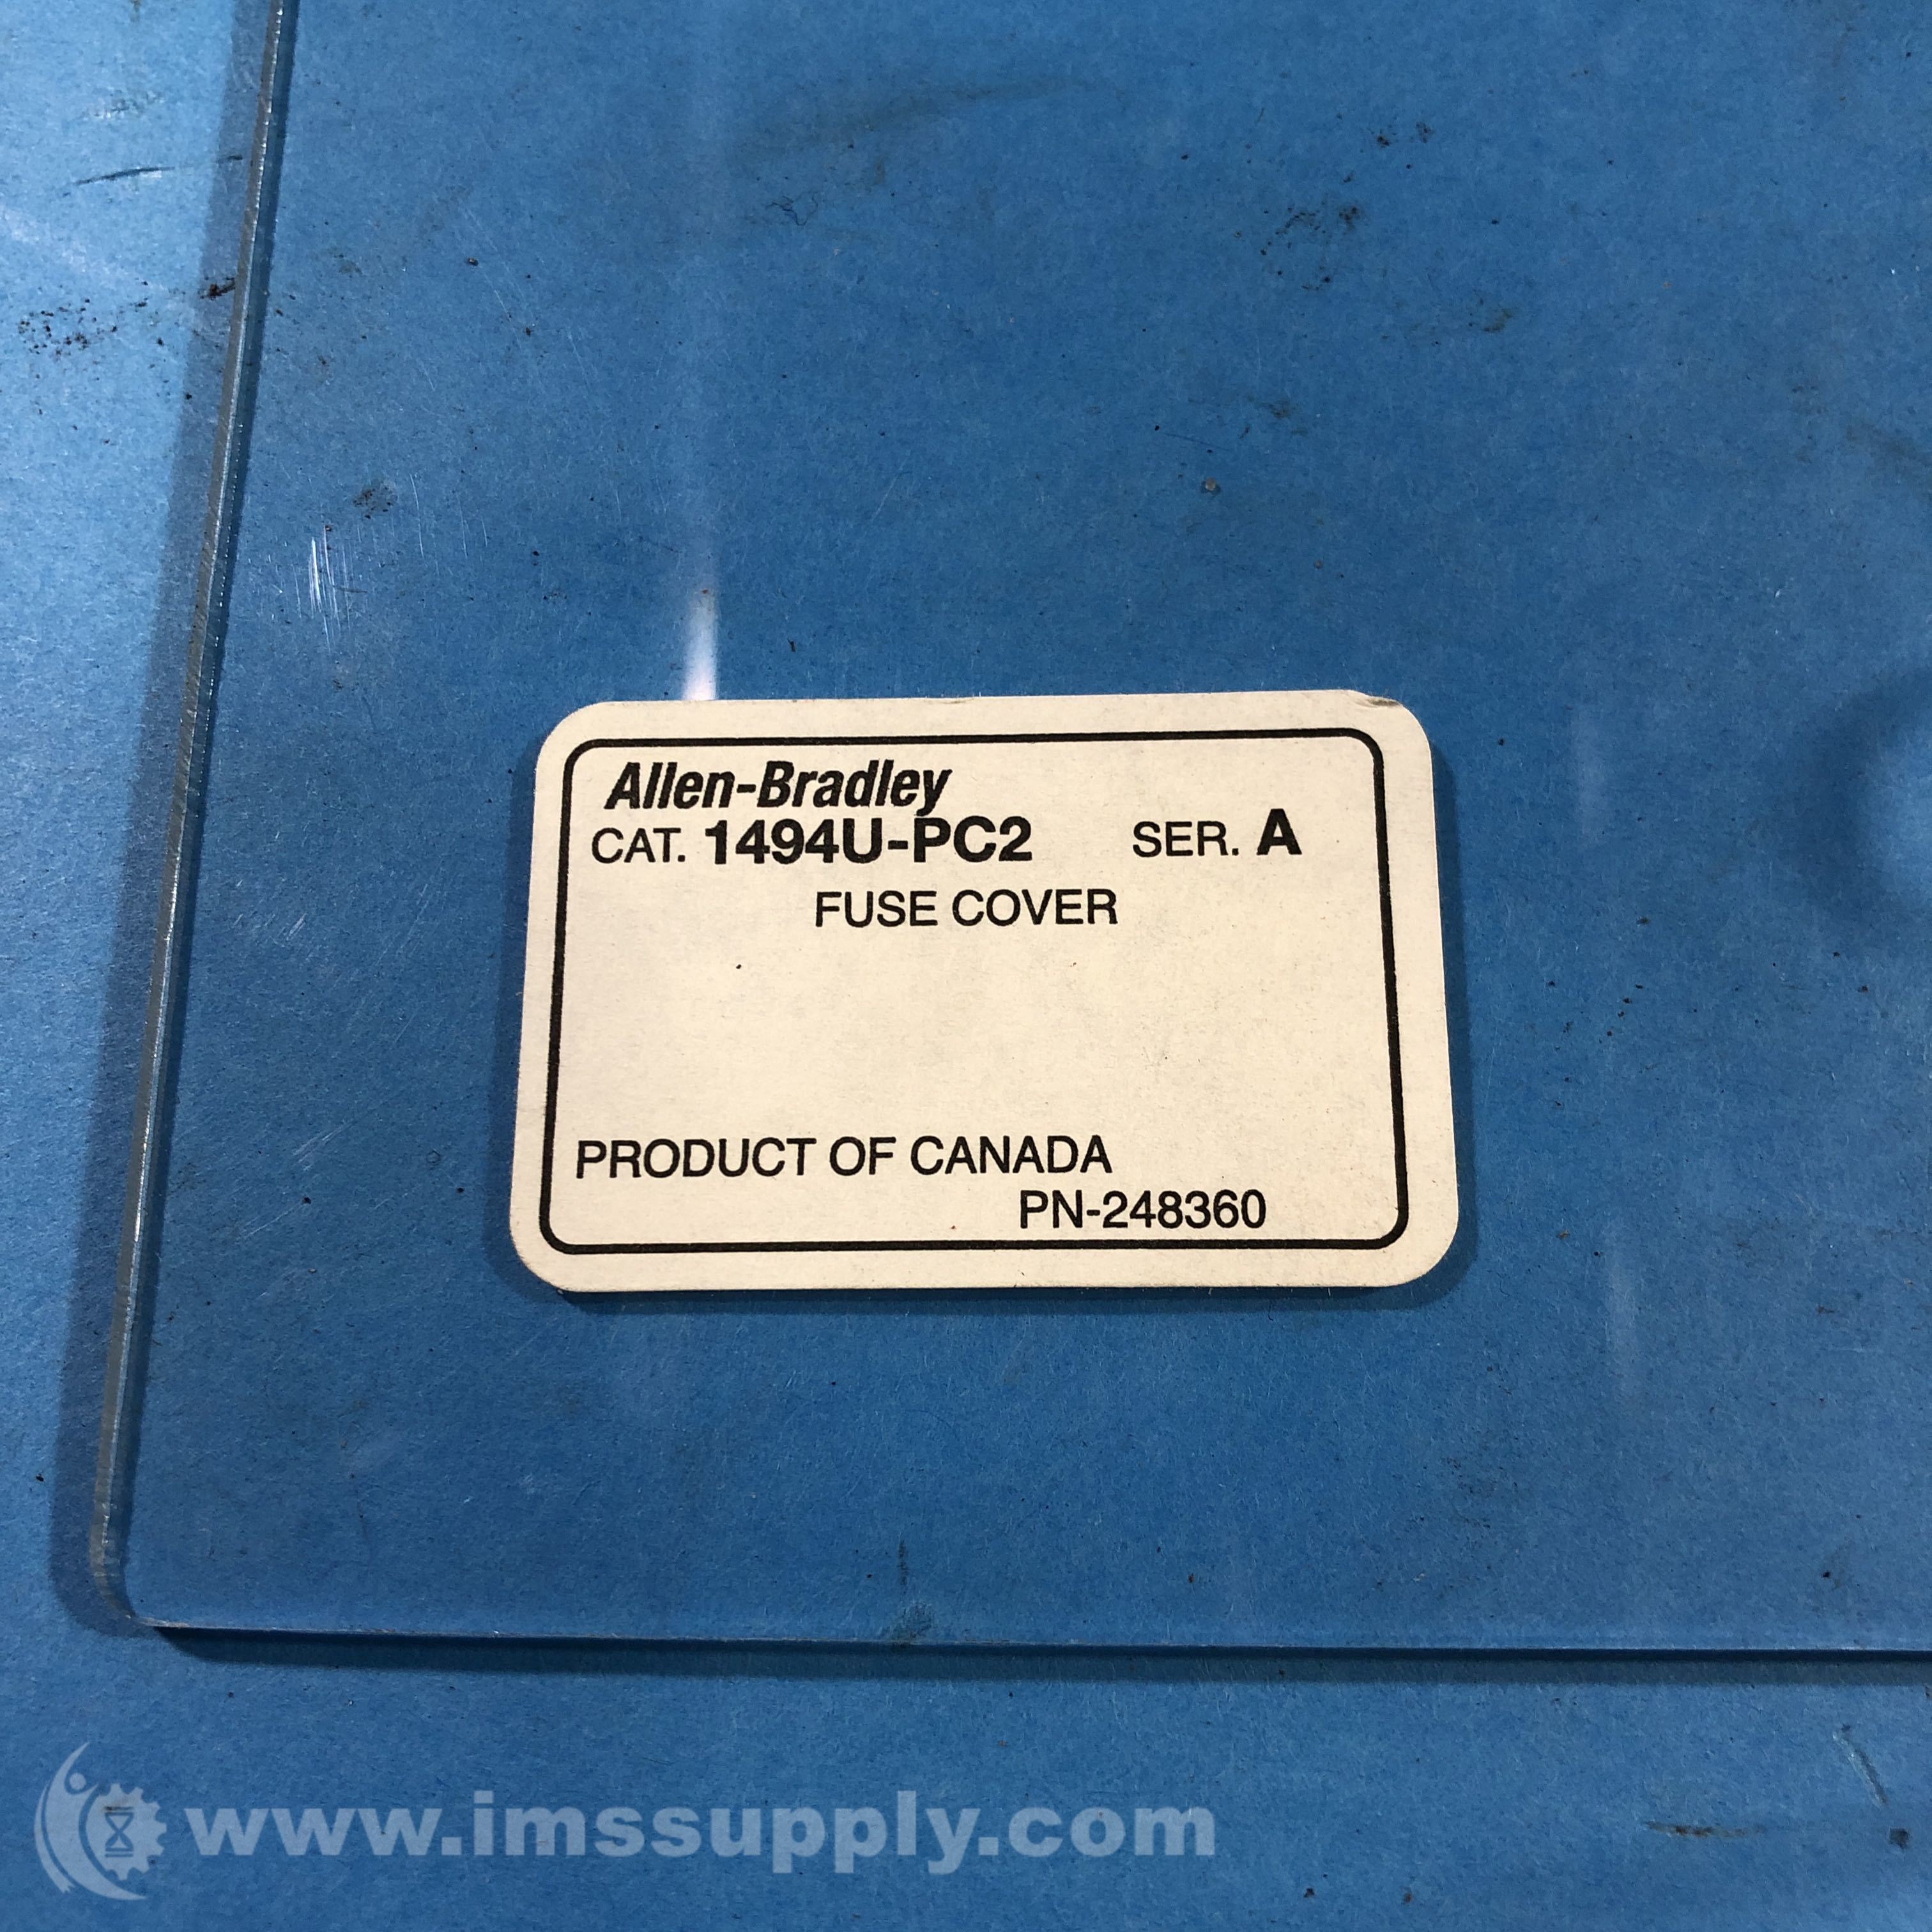 Allen-Bradley
CAT. 1494U-PC2 SER. A
FUSE COVER
PRODUCT OF CANADA
PN-248360
www.imssupply.com